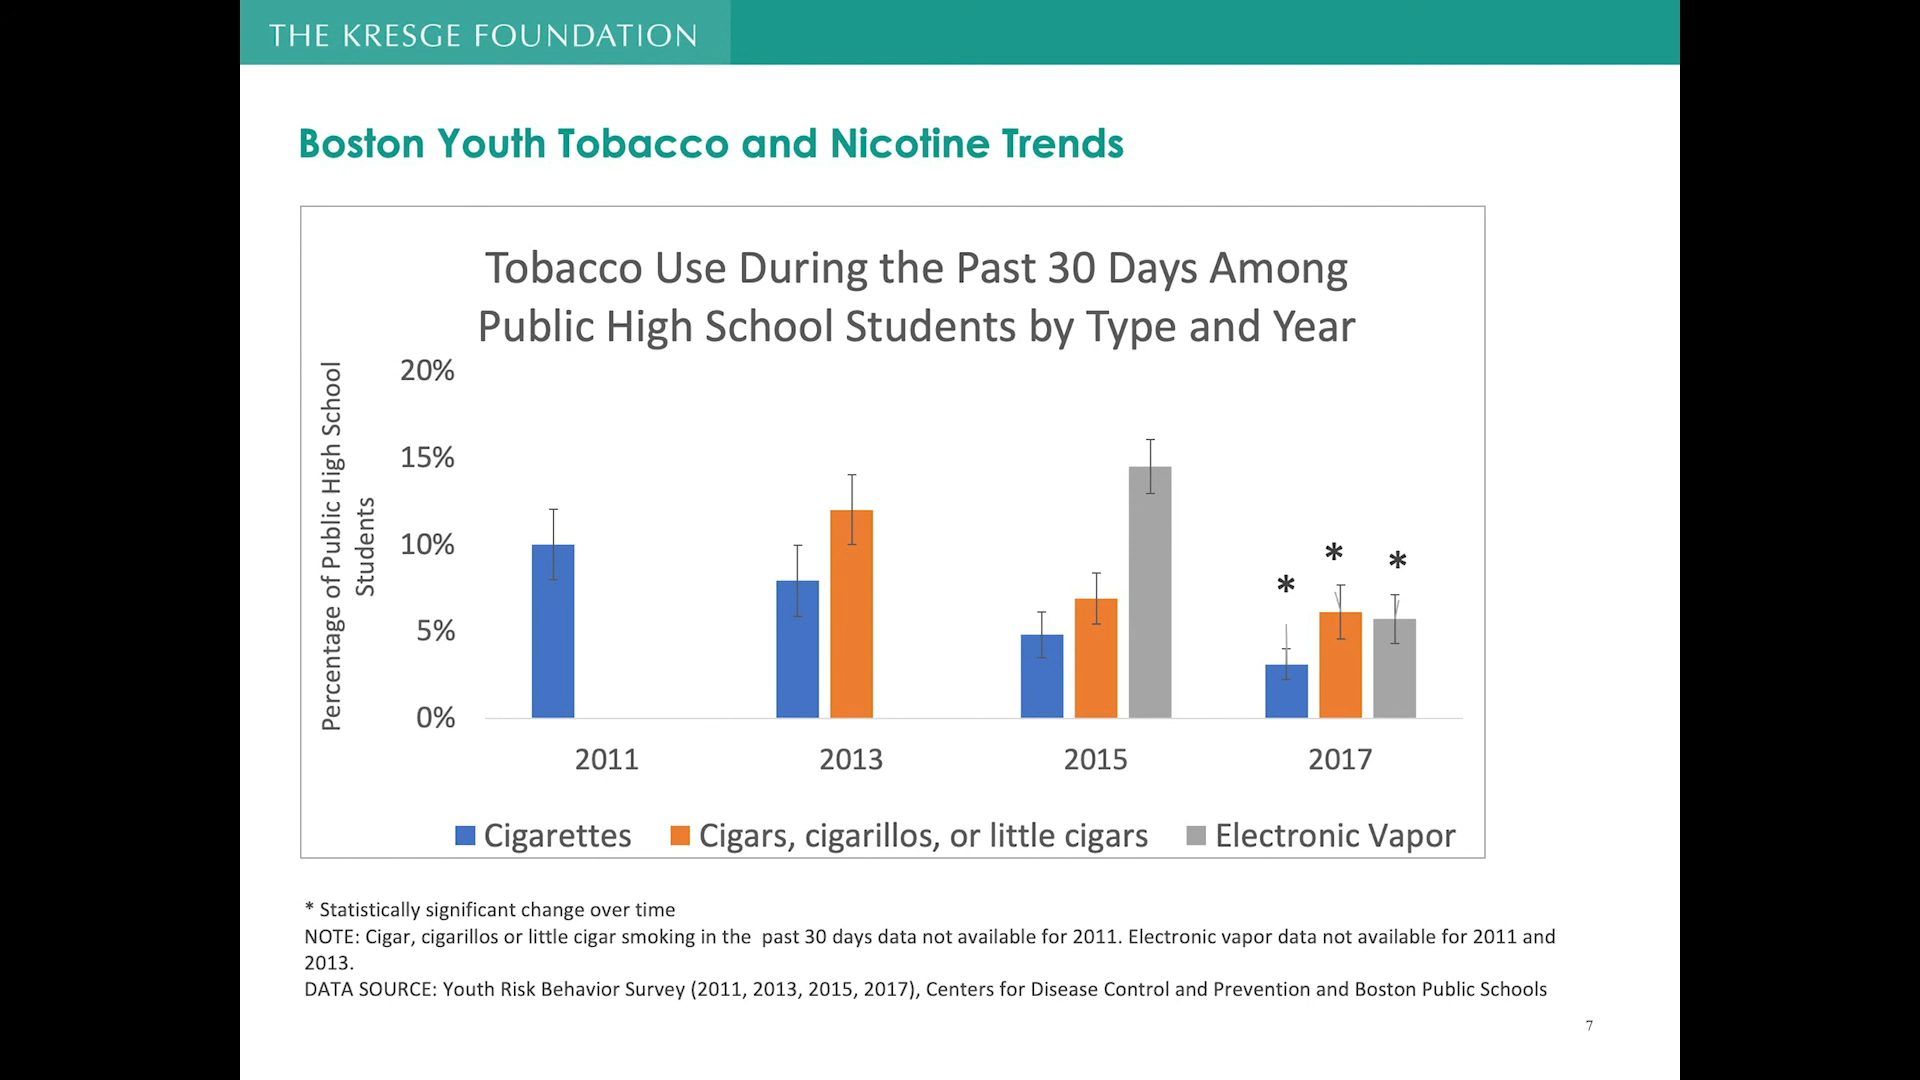 THE KRESGE FOUNDATION
Boston Youth Tobacco and Nicotine Trends
Tobacco Use During the Past 30 Days Among
Public High School Students by Type and Year
Percentage of Public High School
Students
20%
15%
10%
5%
0%
* * *
2011 2013 2015 2017
Cigarettes Cigars, cigarillos, or little cigars Electronic Vapor
* Statistically significant change over time
NOTE: Cigar, cigarillos or little cigar smoking in the  past 30 days data not available for 2011. Electronic vapor data not available for 2011 and
2013.
DATA SOURCE: Youth Risk Behavior Survey (2011, 2013, 2015, 2017), Centers for Disease Control and Prevention and Boston Public Schools
7